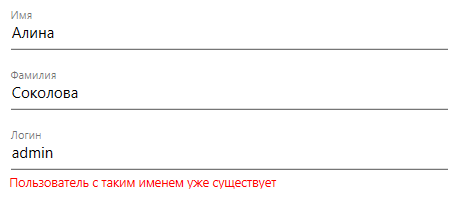 Имя
Алина
Фамилия
Соколова
Логин
admin
Пользователь с таким именем уже существует